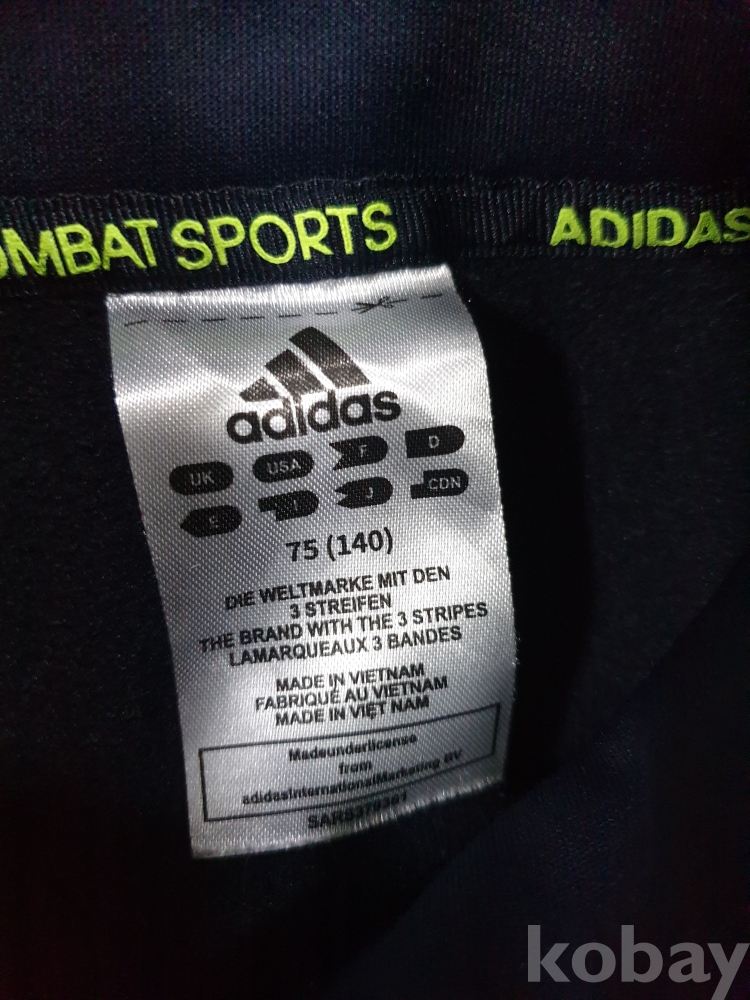 OMBAT SPORTS ADIDAS
adidas
UK USA F D
E I J CDN
75 (140)
DIE WELTMARKE MIT DEN
3 STREIFEN
THE BRAND WITH THE 3 STRIPES
LAMARQUEAUX 3 BANDES
MADE IN VIETNAM
FABRIQUÉ AU VIETNAM
MADE IN VIỆT NAM
Madeunderlicense
from
adidasInternationalMarketing BV
kobay